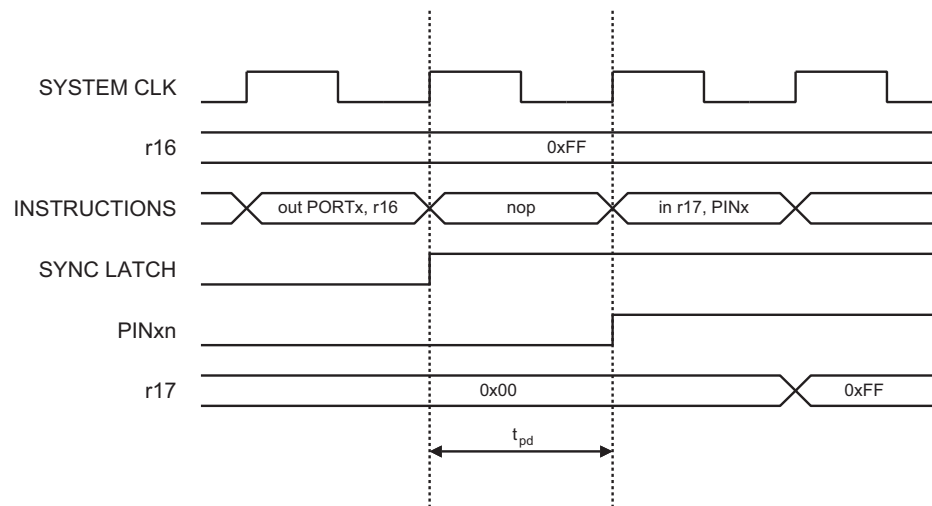 SYSTEM CLK
r16
0xFF
INSTRUCTIONS
out PORTx, r16
nop
in r17, PINx
SYNC LATCH
PINxn
r17
0x00
0xFF
tpd